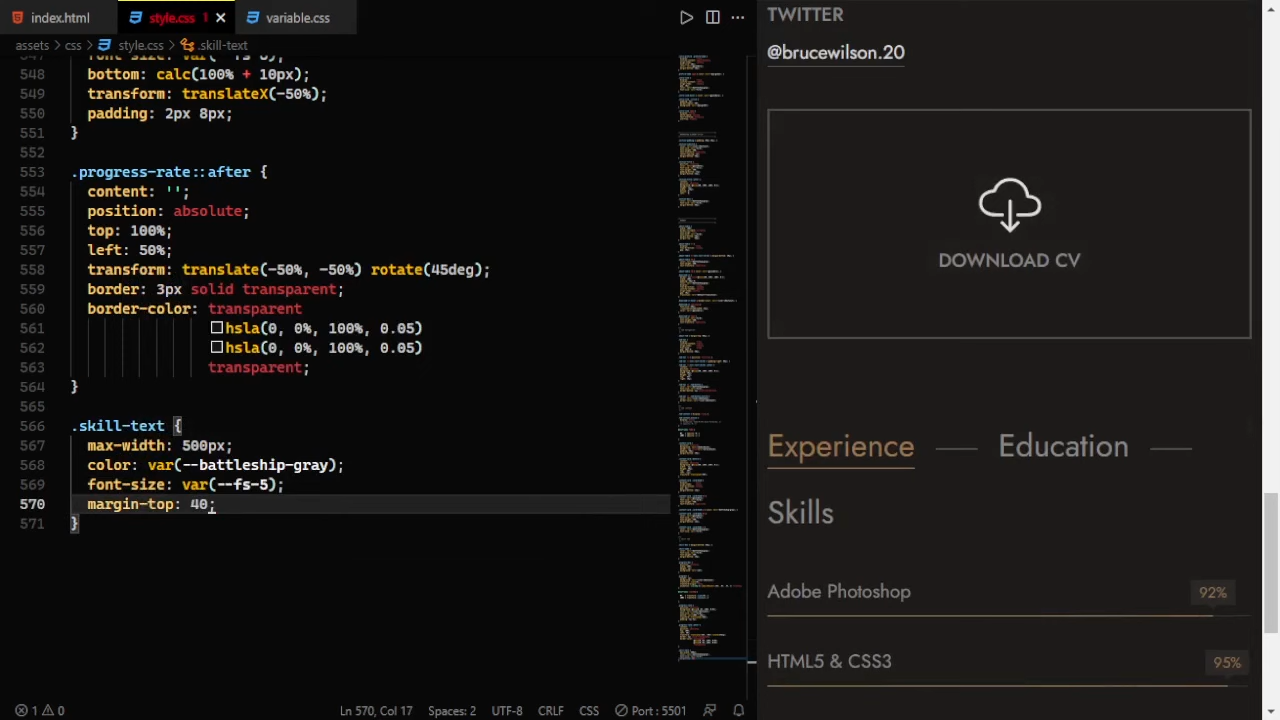 index.html
style.css 1
variable.css
assets > css > style.css > .skill-text
548 bottom: calc(100% + 10px);
549 transform: translateX(-50%);
550 padding: 2px 8px;
551 }
552
553 .progress-rate::after {
554 content: '';
555 position: absolute;
556 top: 100%;
557 left: 50%;
558 transform: translate(-50%, -50%) rotate(45deg);
559 border: 3px solid transparent;
560 border-color: transparent
561 hsla(0, 0%, 100%, 0.05)
562 hsla(0, 0%, 100%, 0.05)
563 transparent;
564 }
565
566 .skill-text {
567 max-width: 500px;
568 color: var(--battleship-gray);
569 font-size: var(--fs-5);
570 margin-top: 40;
571 }
1 0
Ln 570, Col 17
Spaces: 2
UTF-8
CRLF
CSS
Port : 5501
TWITTER
@brucewilson.20
DOWNLOAD CV
Experience
Education
Skills
Adobe Photoshop
92%
HTML5 & CSS3
95%